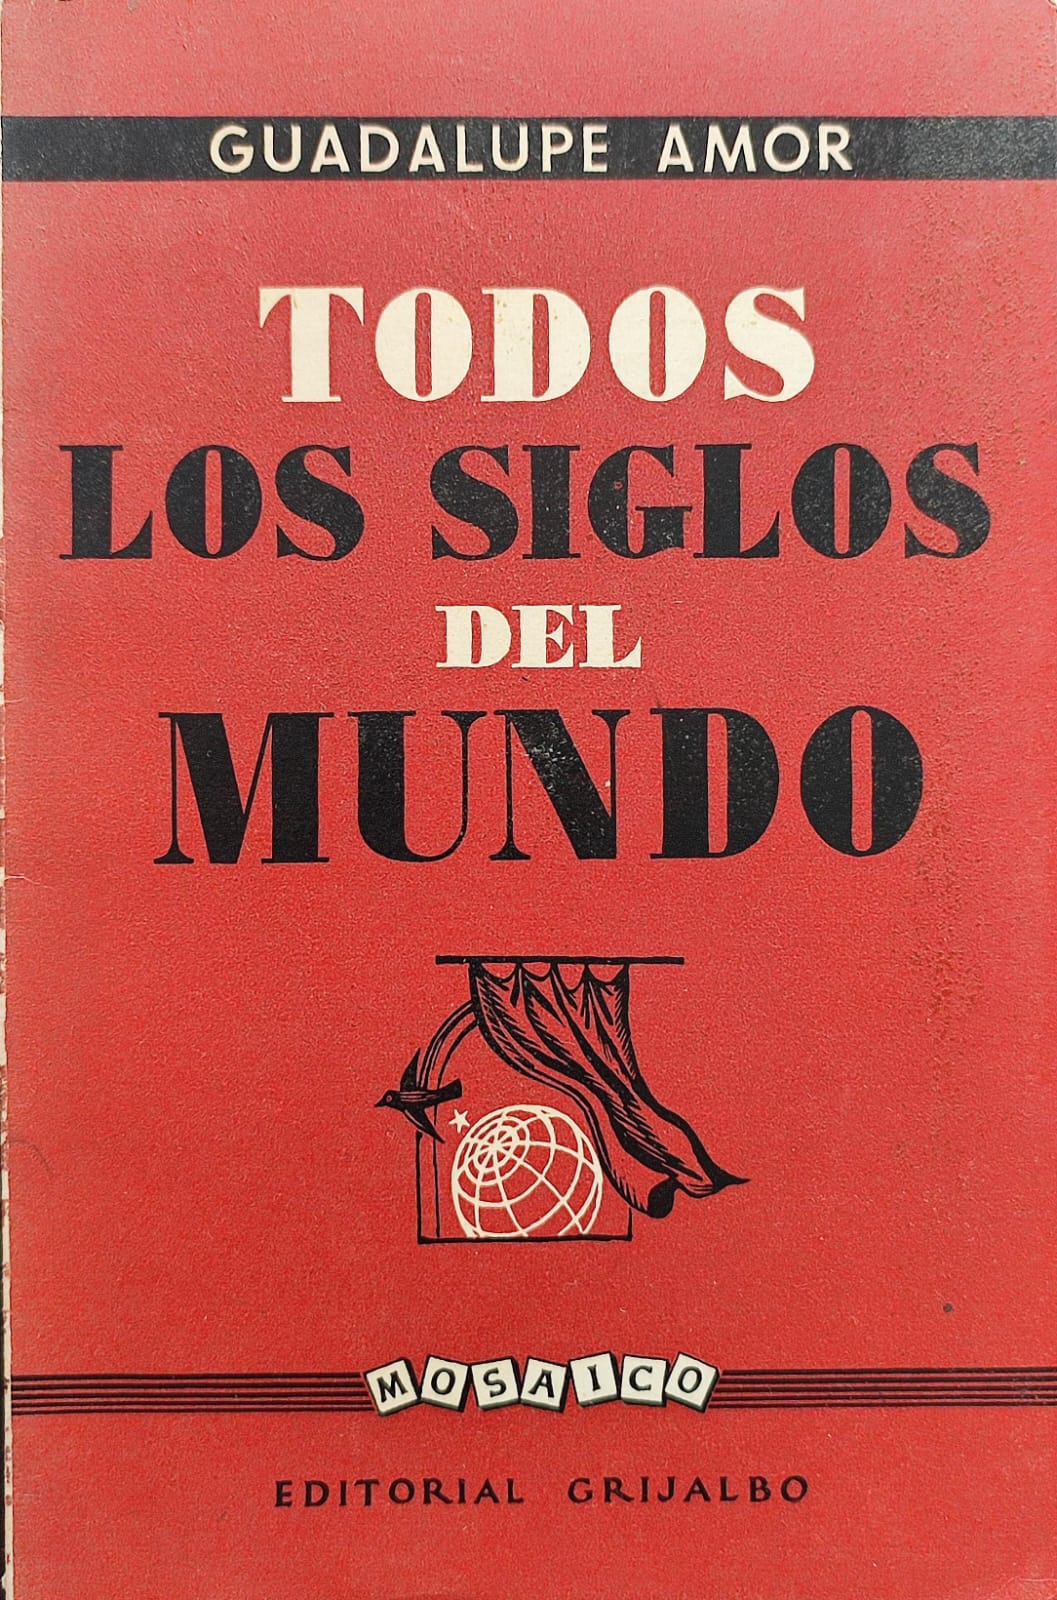 GUADALUPE AMOR
TODOS
LOS SIGLOS
DEL
MUNDO
MOSAICO
EDITORIAL GRIJALBO